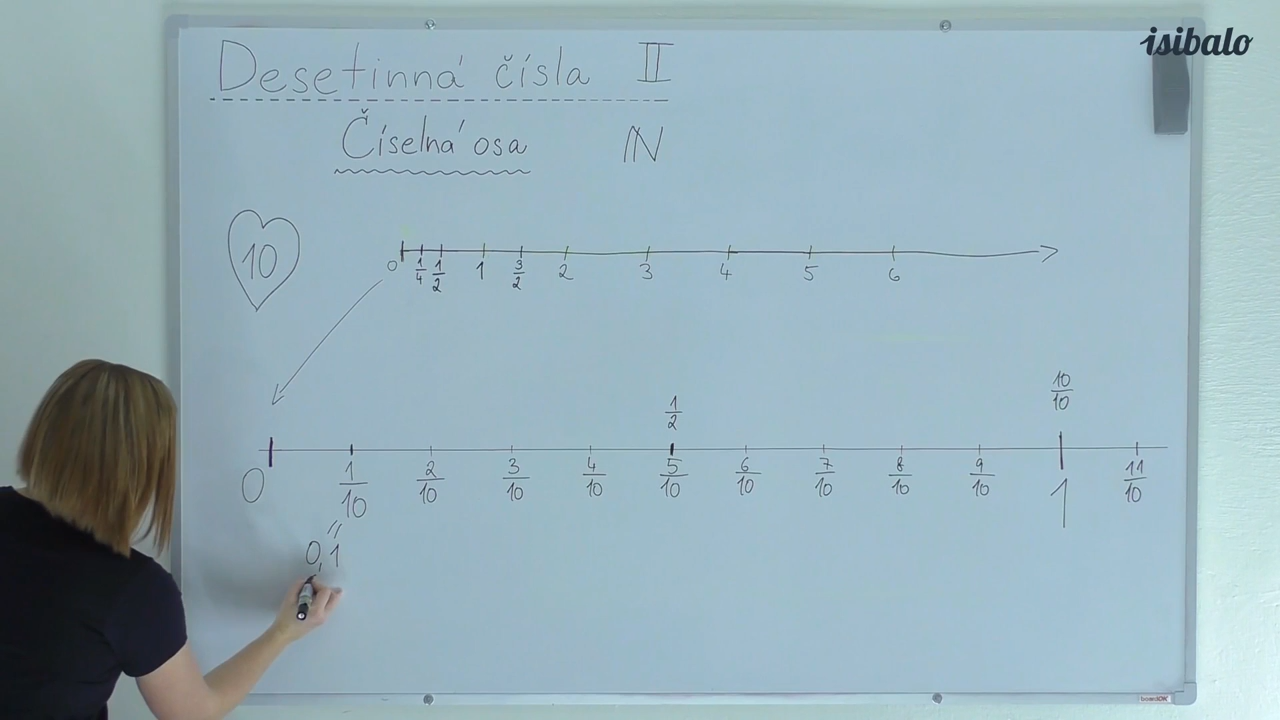 isibalo
Desetinná čísla II
Číselná osa IN
10
0 1/4 1/2 1 3/2 2 3 4 5 6
1/2 10/10
0 1/10 2/10 3/10 4/10 5/10 6/10 7/10 8/10 9/10 1 11/10
=
0,1
boardOK